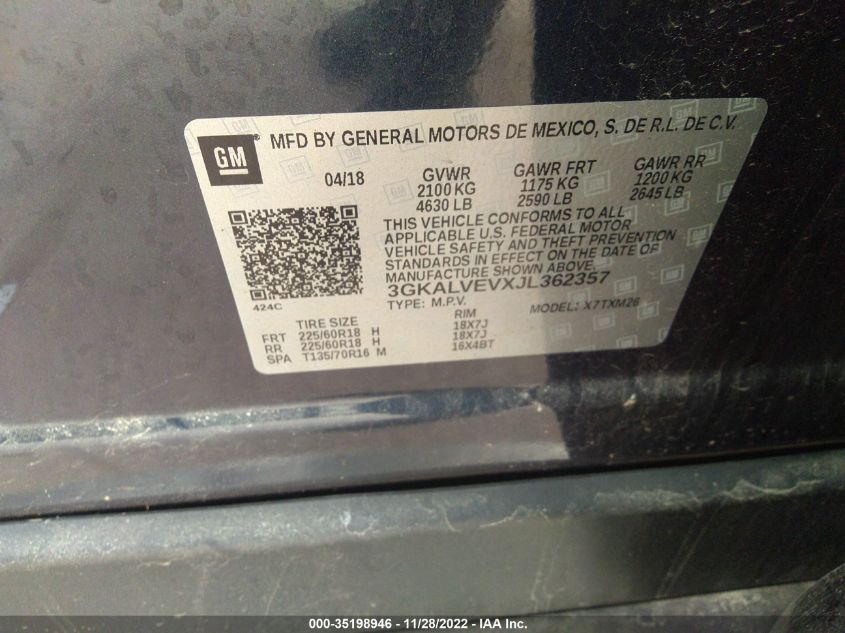 GM MFD BY GENERAL MOTORS DE MEXICO, S. DE R.L. DE C.V.
04/18 GVWR GAWR FRT GAWR RR
2100 KG 1175 KG 1200 KG
4630 LB 2590 LB 2645 LB
THIS VEHICLE CONFORMS TO ALL
APPLICABLE U.S. FEDERAL MOTOR
VEHICLE SAFETY AND THEFT PREVENTION
STANDARDS IN EFFECT ON THE DATE OF
MANUFACTURE SHOWN ABOVE.
3GKALVEVXJL362357
424C TYPE: M.P.V. MODEL: X7TXM26
TIRE SIZE RIM
FRT 225/60R18 H 18X7J
RR 225/60R18 H 18X7J
SPA T135/70R16 M 16X4BT
000-35198946 - 11/28/2022 - IAA Inc.